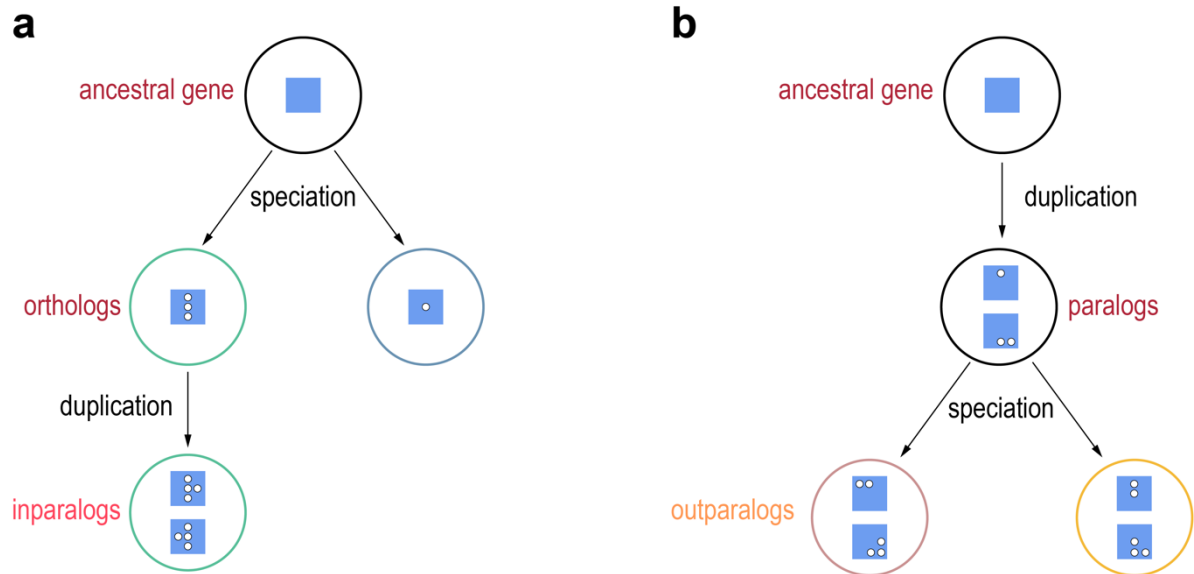 a
ancestral gene
speciation
orthologs
duplication
inparalogs
b
ancestral gene
duplication
paralogs
speciation
outparalogs